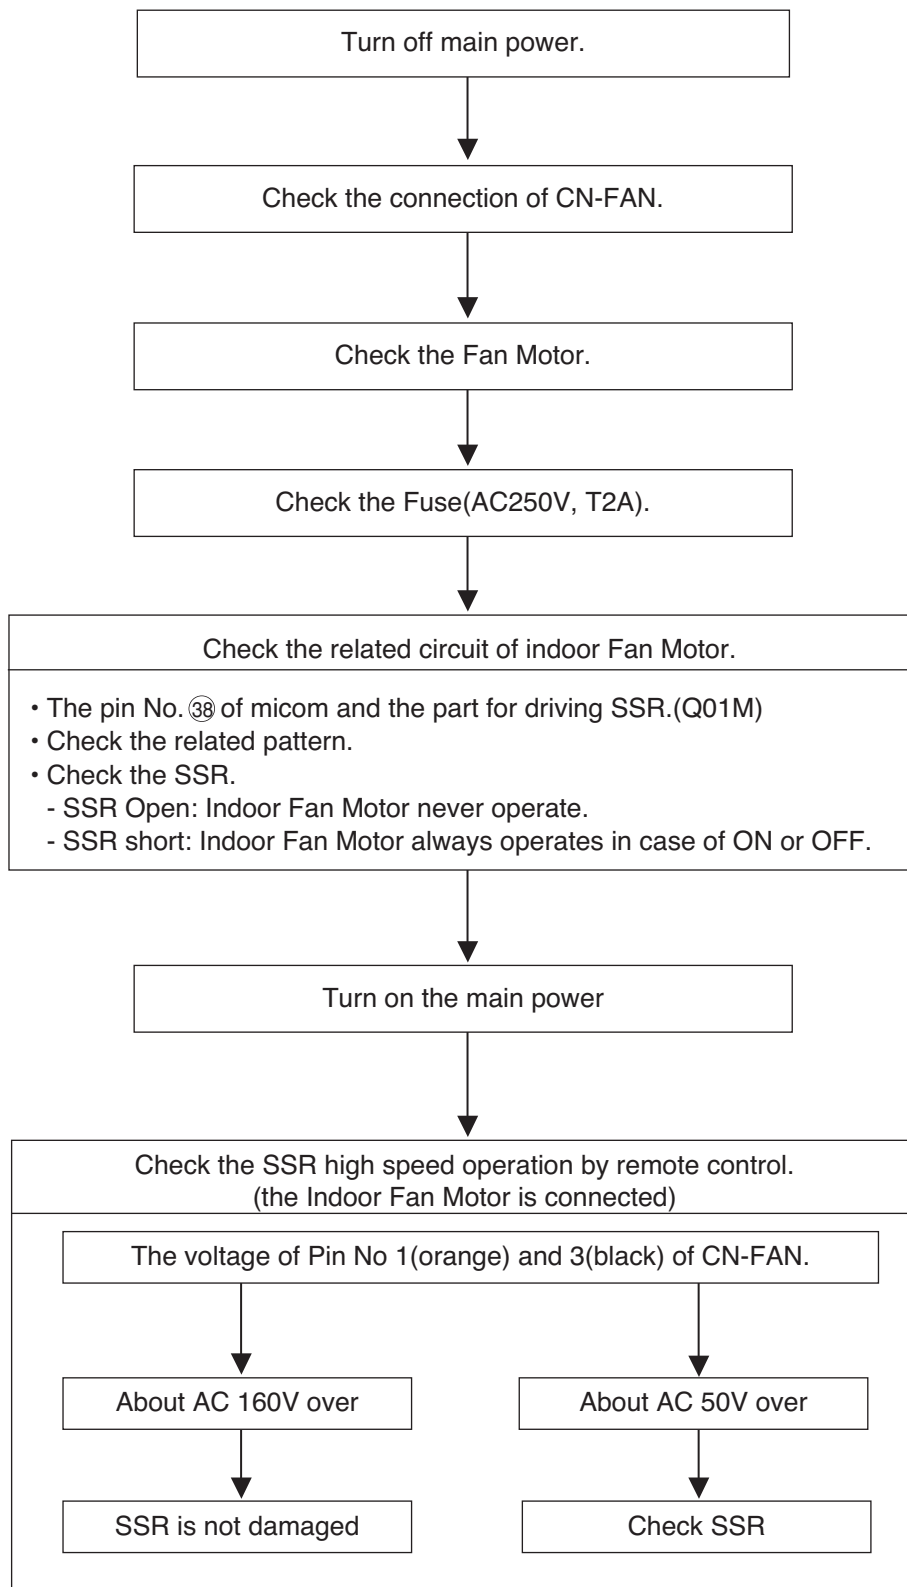 Turn off main power.
Check the connection of CN-FAN.
Check the Fan Motor.
Check the Fuse(AC250V, T2A).
Check the related circuit of indoor Fan Motor.
• The pin No. ㊳ of micom and the part for driving SSR.(Q01M)
• Check the related pattern.
• Check the SSR.
- SSR Open: Indoor Fan Motor never operate.
- SSR short: Indoor Fan Motor always operates in case of ON or OFF.
Turn on the main power
Check the SSR high speed operation by remote control.
(the Indoor Fan Motor is connected)
The voltage of Pin No 1(orange) and 3(black) of CN-FAN.
About AC 160V over
About AC 50V over
SSR is not damaged
Check SSR